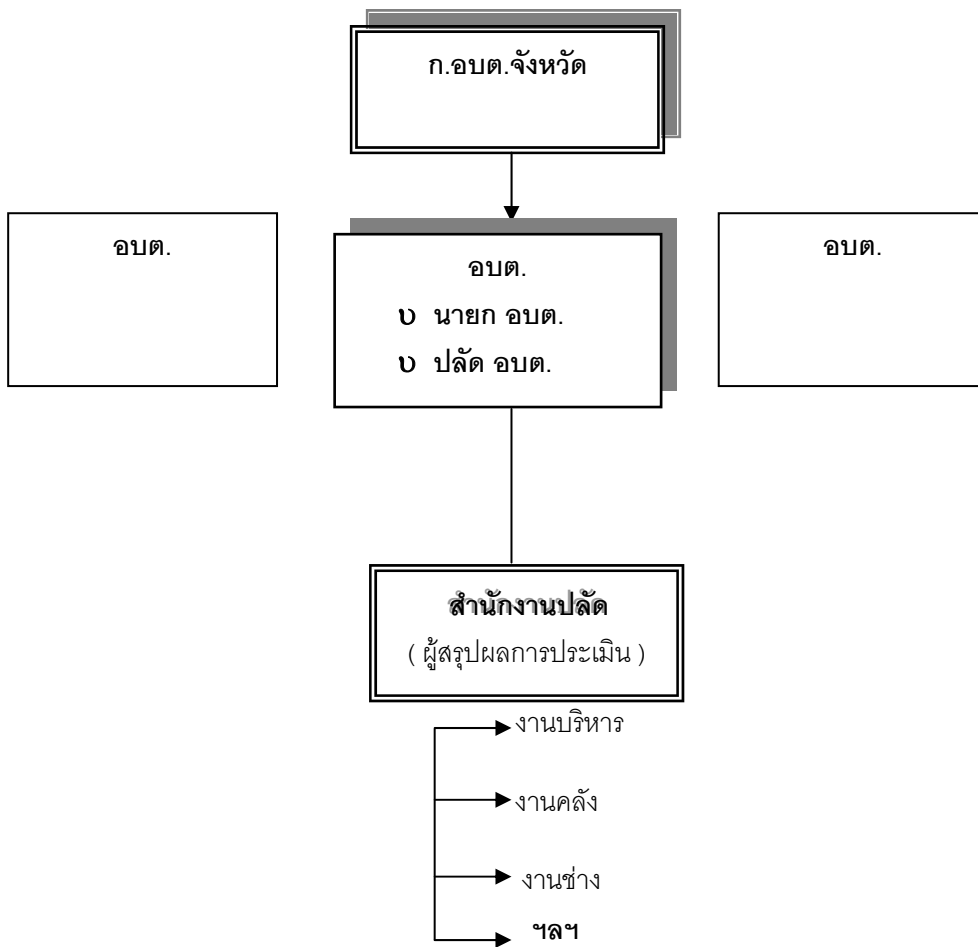 ก.อบต.จังหวัด
อบต.
อบต.
υ นายก อบต.
υ ปลัด อบต.
อบต.
สำนักงานปลัด
( ผู้สรุปผลการประเมิน )
งานบริหาร
งานคลัง
งานช่าง
ฯลฯ